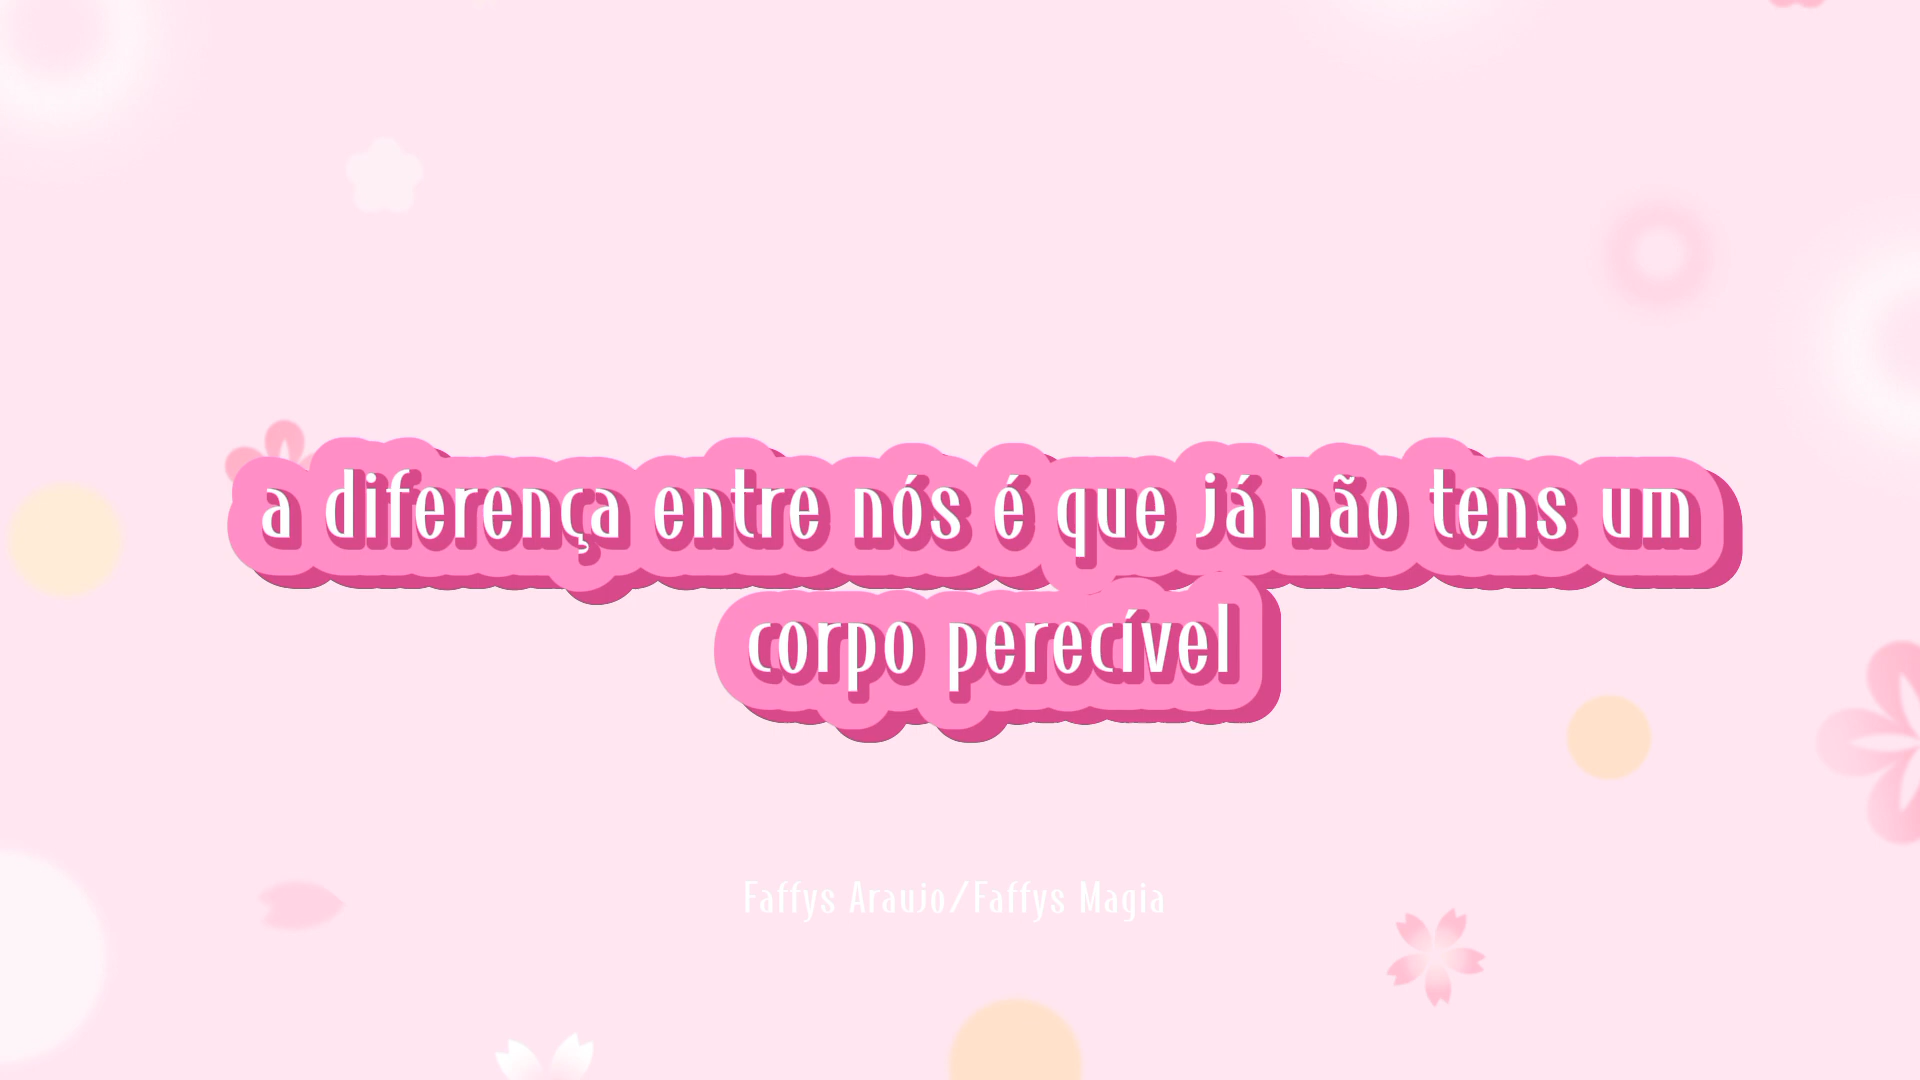 a diferença entre nós é que já não tens um
corpo perecível
Faffys Araujo/Faffys Magia